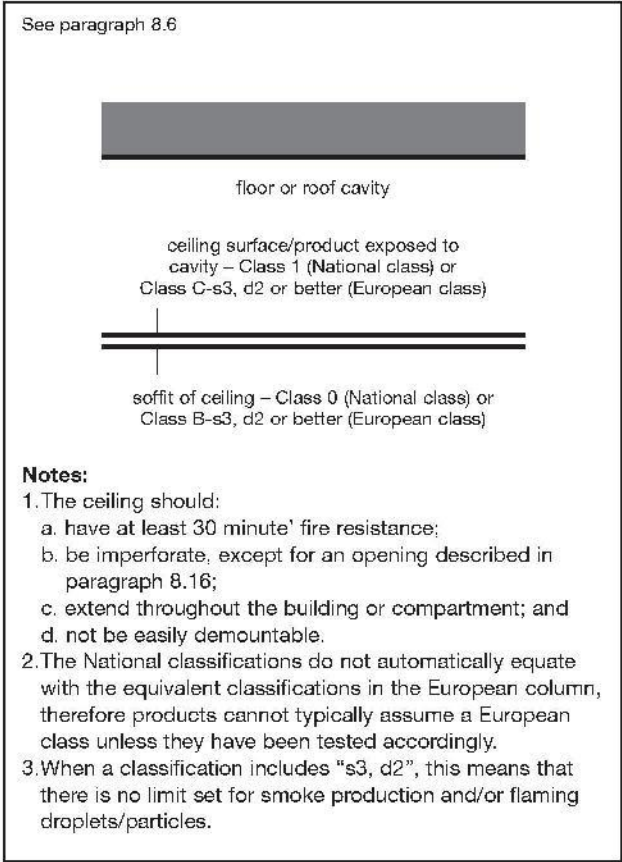 See paragraph 8.6
floor or roof cavity
ceiling surface/product exposed to
cavity – Class 1 (National class) or
Class C-s3, d2 or better (European class)
soffit of ceiling – Class 0 (National class) or
Class B-s3, d2 or better (European class)
Notes:
1.The ceiling should:
a. have at least 30 minute' fire resistance;
b. be imperforate, except for an opening described in
paragraph 8.16;
c. extend throughout the building or compartment; and
d. not be easily demountable.
2.The National classifications do not automatically equate
with the equivalent classifications in the European column,
therefore products cannot typically assume a European
class unless they have been tested accordingly.
3.When a classification includes “s3, d2”, this means that
there is no limit set for smoke production and/or flaming
droplets/particles.